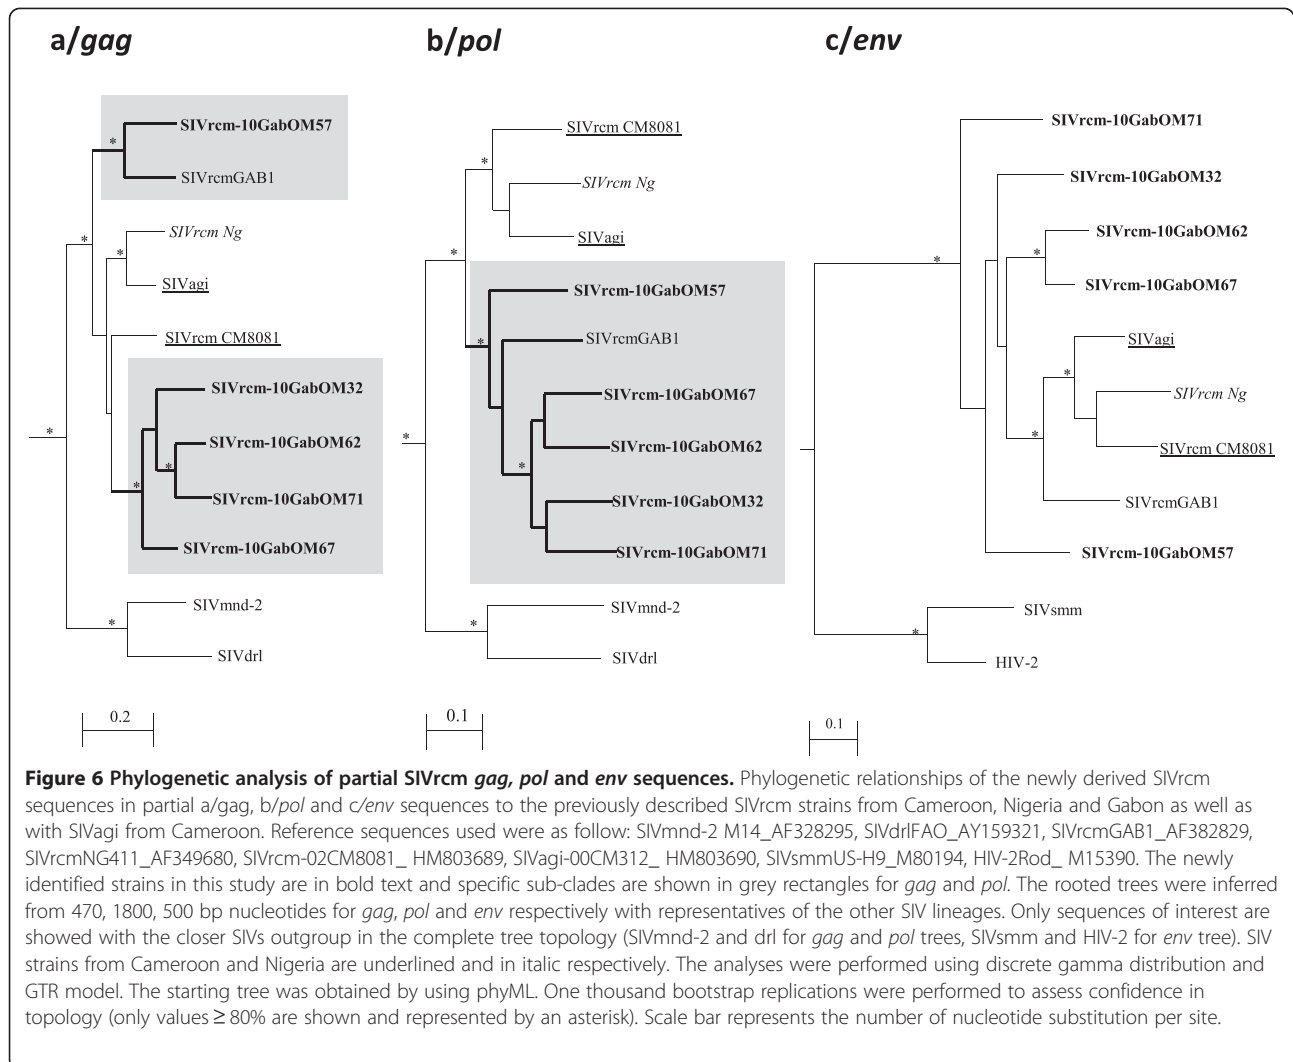 a/gag
b/pol
c/env
SIVrcm-10GabOM57
SIVrcmGAB1
SIVrcm Ng
SIVagi
SIVrcm CM8081
SIVrcm-10GabOM32
SIVrcm-10GabOM62
SIVrcm-10GabOM71
SIVrcm-10GabOM67
SIVmnd-2
SIVdrl
0.2
SIVrcm CM8081
SIVrcm Ng
SIVagi
SIVrcm-10GabOM57
SIVrcmGAB1
SIVrcm-10GabOM67
SIVrcm-10GabOM62
SIVrcm-10GabOM32
SIVrcm-10GabOM71
SIVmnd-2
SIVdrl
0.1
SIVrcm-10GabOM71
SIVrcm-10GabOM32
SIVrcm-10GabOM62
SIVrcm-10GabOM67
SIVagi
SIVrcm Ng
SIVrcm CM8081
SIVrcmGAB1
SIVrcm-10GabOM57
SIVsmm
HIV-2
0.1
Figure 6 Phylogenetic analysis of partial SIVrcm gag, pol and env sequences. Phylogenetic relationships of the newly derived SIVrcm
sequences in partial a/gag, b/pol and c/env sequences to the previously described SIVrcm strains from Cameroon, Nigeria and Gabon as well as
with SIVagi from Cameroon. Reference sequences used were as follow: SIVmnd-2 M14_AF328295, SIVdrlFAO_AY159321, SIVrcmGAB1_AF382829,
SIVrcmNG411_AF349680, SIVrcm-02CM8081_ HM803689, SIVagi-00CM312_ HM803690, SIVsmmUS-H9_M80194, HIV-2Rod_ M15390. The newly
identified strains in this study are in bold text and specific sub-clades are shown in grey rectangles for gag and pol. The rooted trees were inferred
from 470, 1800, 500 bp nucleotides for gag, pol and env respectively with representatives of the other SIV lineages. Only sequences of interest are
showed with the closer SIVs outgroup in the complete tree topology (SIVmnd-2 and drl for gag and pol trees, SIVsmm and HIV-2 for env tree). SIV
strains from Cameroon and Nigeria are underlined and in italic respectively. The analyses were performed using discrete gamma distribution and
GTR model. The starting tree was obtained by using phyML. One thousand bootstrap replications were performed to assess confidence in
topology (only values ≥ 80% are shown and represented by an asterisk). Scale bar represents the number of nucleotide substitution per site.